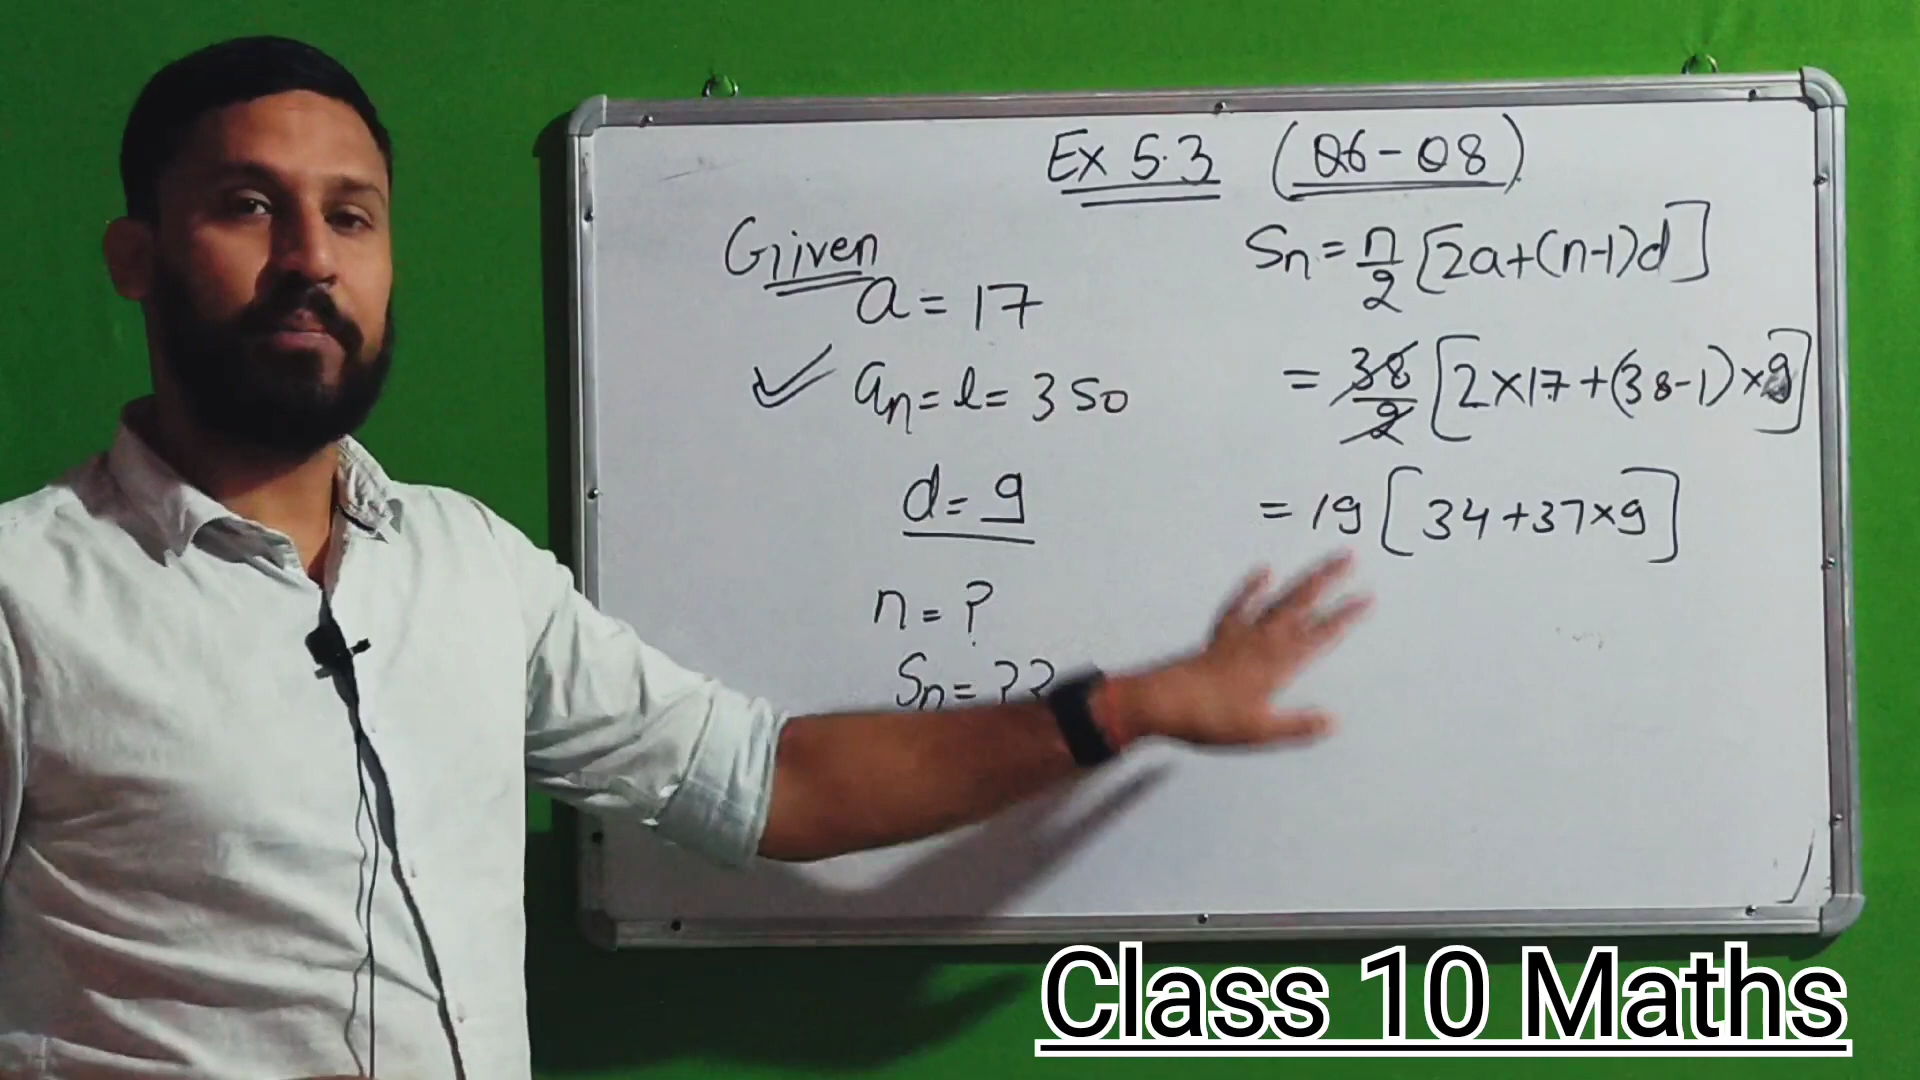 Ex 5.3 (Q6-Q8)
Given
a = 17
an = l = 350
d = 9
n = ?
Sn = ??
Sn = n/2 [2a+(n-1)d]
= 38/2 [2×17+(38-1)×9]
= 19 [34+37×9]
Class 10 Maths